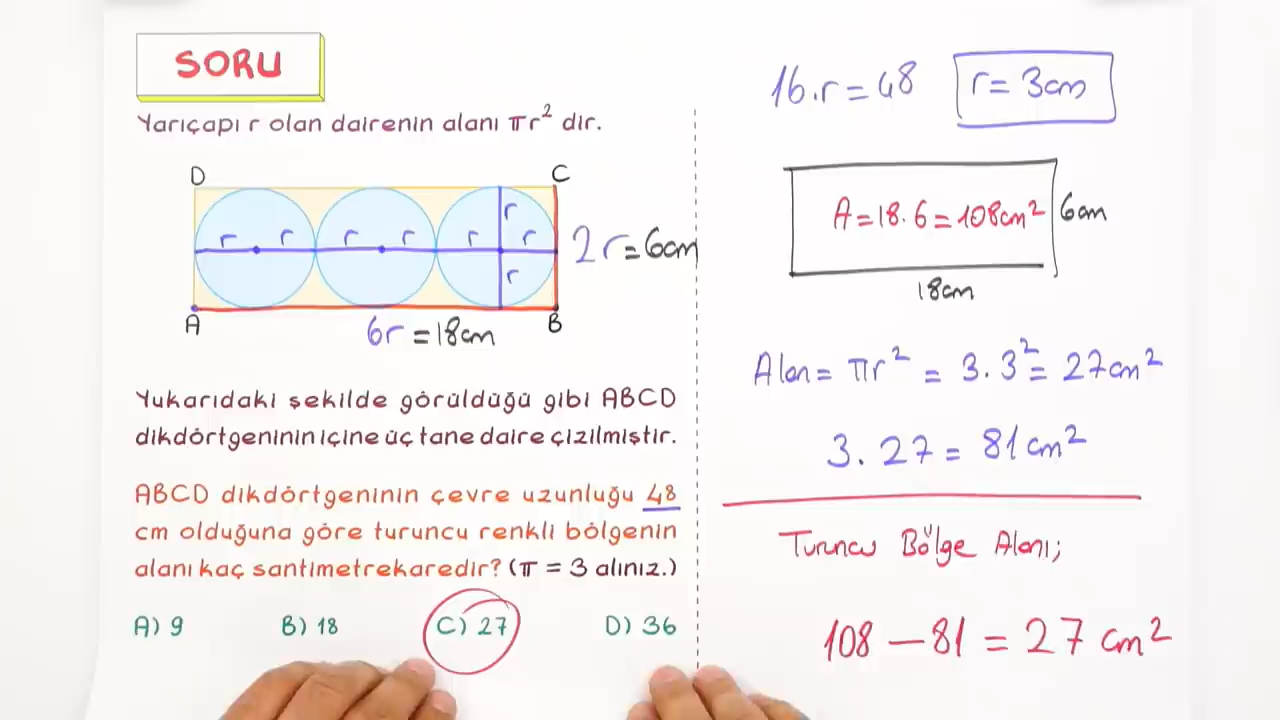 SORU
Yarıçapı r olan dairenin alanı πr² dir.
D C
r r r r r r r
r
2r=6cm
A B
6r=18cm
Yukarıdaki şekilde görüldüğü gibi ABCD
dikdörtgeninin içine üç tane daire çizilmiştir.
ABCD dikdörtgeninin çevre uzunluğu 48
cm olduğuna göre turuncu renkli bölgenin
alanı kaç santimetrekaredir? (π = 3 alınız.)
A) 9 B) 18 C) 27 D) 36
16.r=48 r=3cm
A=18.6=108cm² 6cm
18cm
Alan= πr² = 3.3²= 27cm²
3.27= 81cm²
Turuncu Bölge Alanı;
108-81=27 cm²